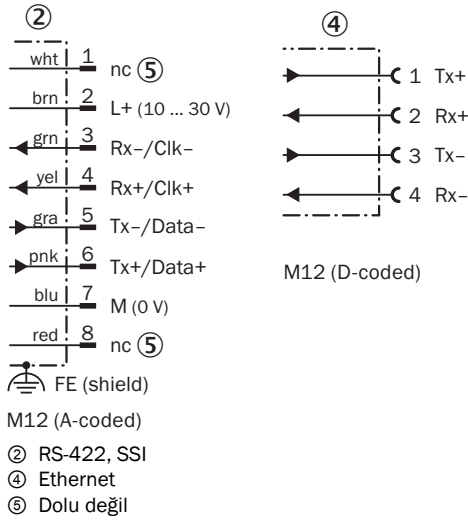 ②
wht 1 nc ⑤
brn 2 L+ (10 ... 30 V)
grn 3 Rx–/Clk–
yel 4 Rx+/Clk+
gra 5 Tx–/Data–
pnk 6 Tx+/Data+
blu 7 M (0 V)
red 8 nc ⑤
FE (shield)
M12 (A-coded)
④
1 Tx+
2 Rx+
3 Tx–
4 Rx–
M12 (D-coded)
② RS-422, SSI
④ Ethernet
⑤ Dolu değil